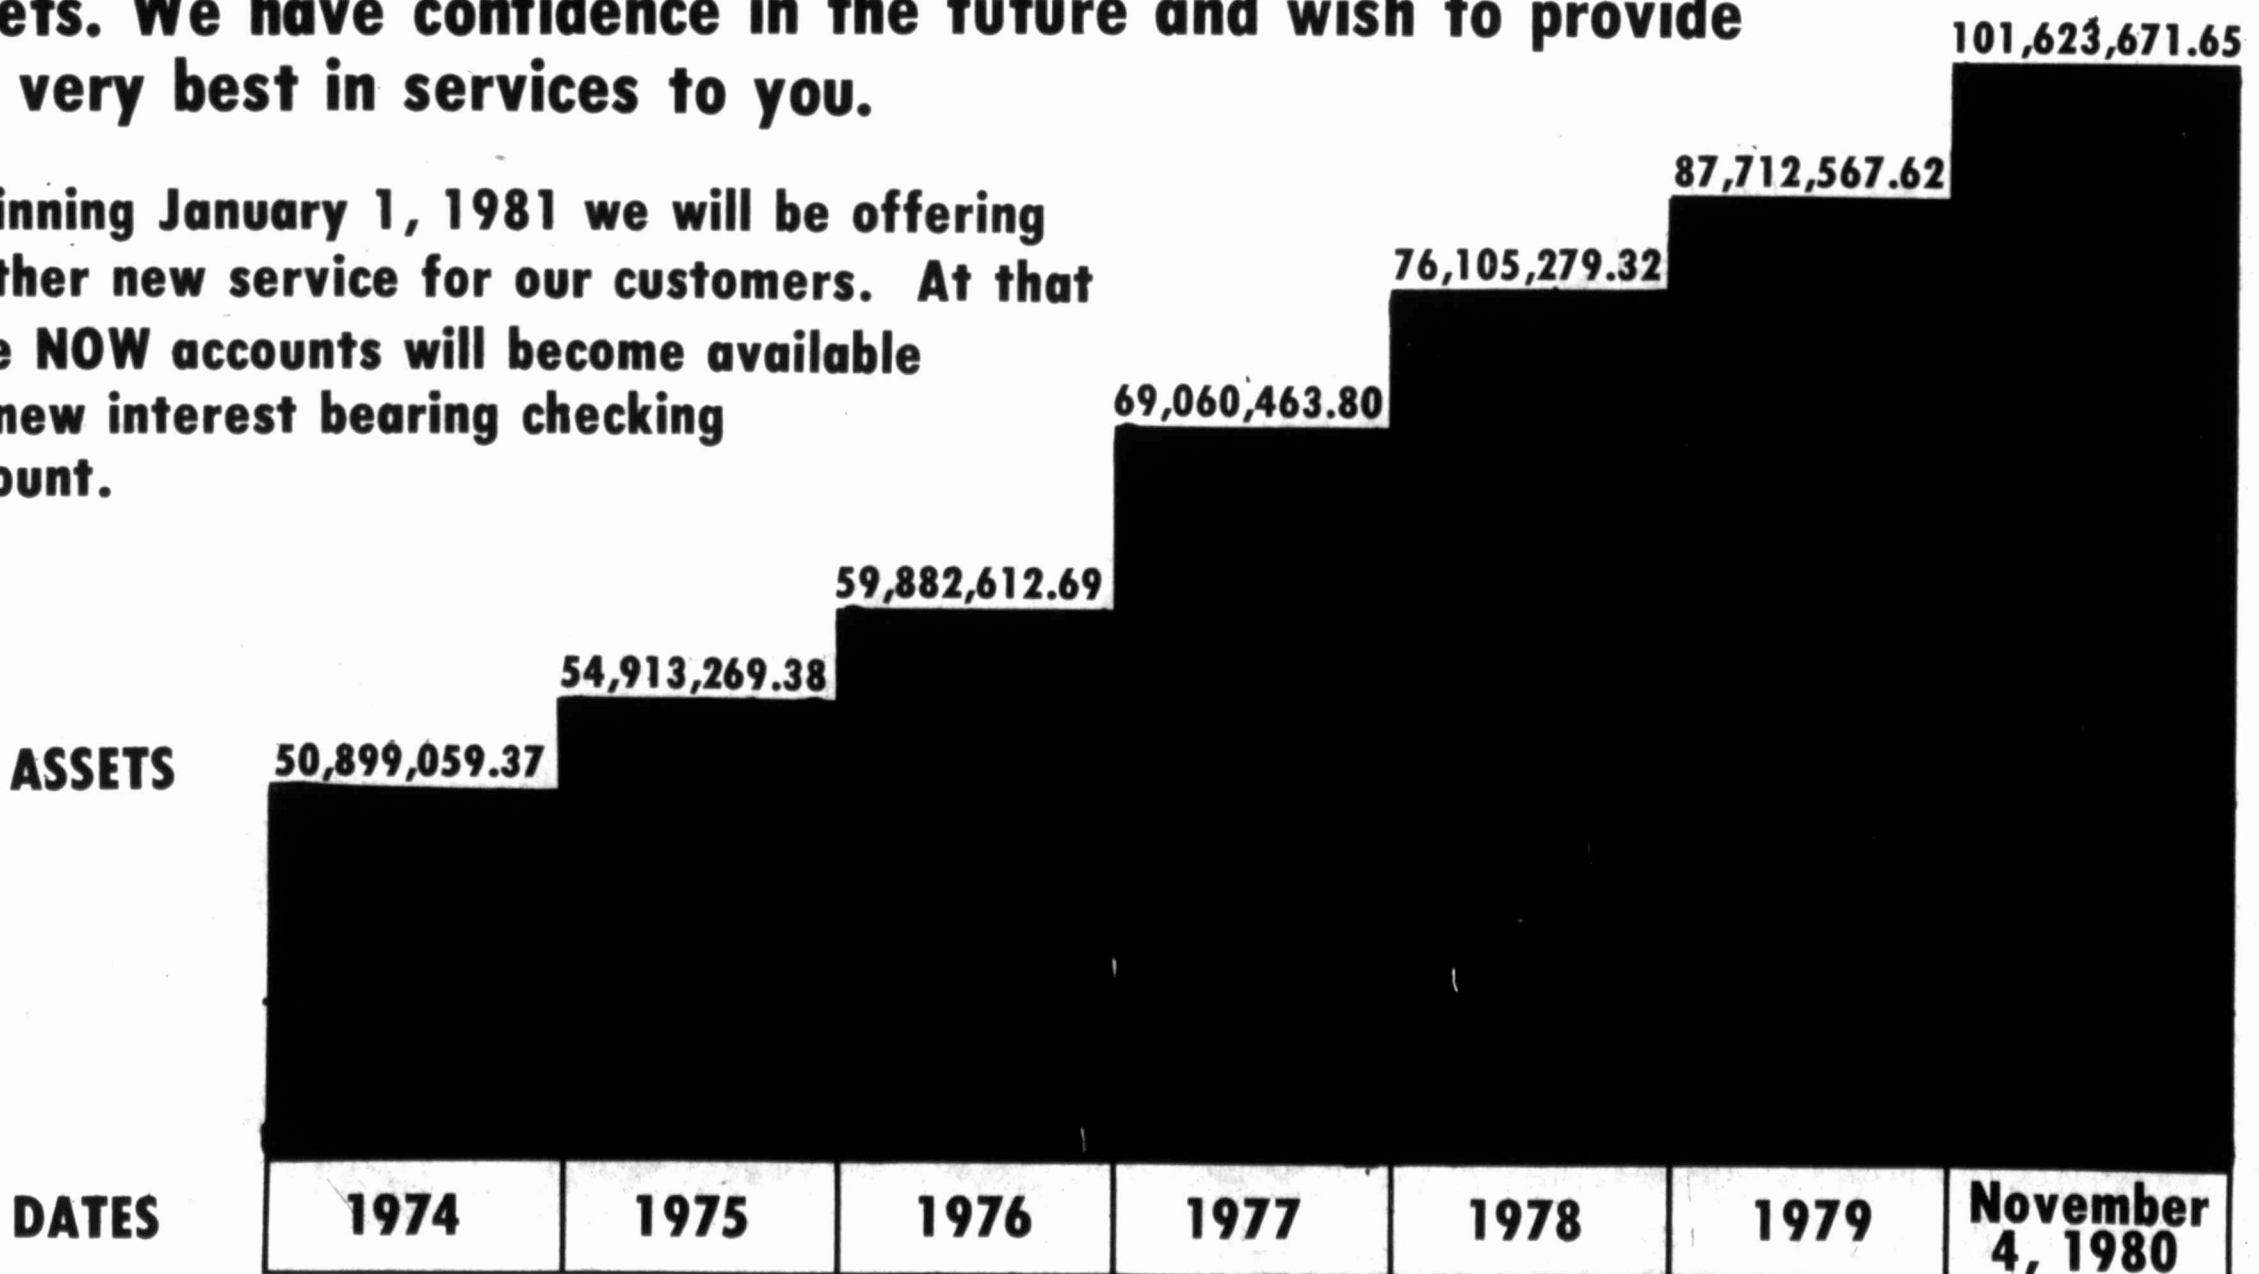 ets. We have confidence in the future and wish to provide
very best in services to you.
inning January 1, 1981 we will be offering
ther new service for our customers. At that
e NOW accounts will become available
new interest bearing checking
ount.
101,623,671.65
87,712,567.62
76,105,279.32
69,060,463.80
59,882,612.69
54,913,269.38
ASSETS 50,899,059.37
DATES 1974 1975 1976 1977 1978 1979 November
4, 1980